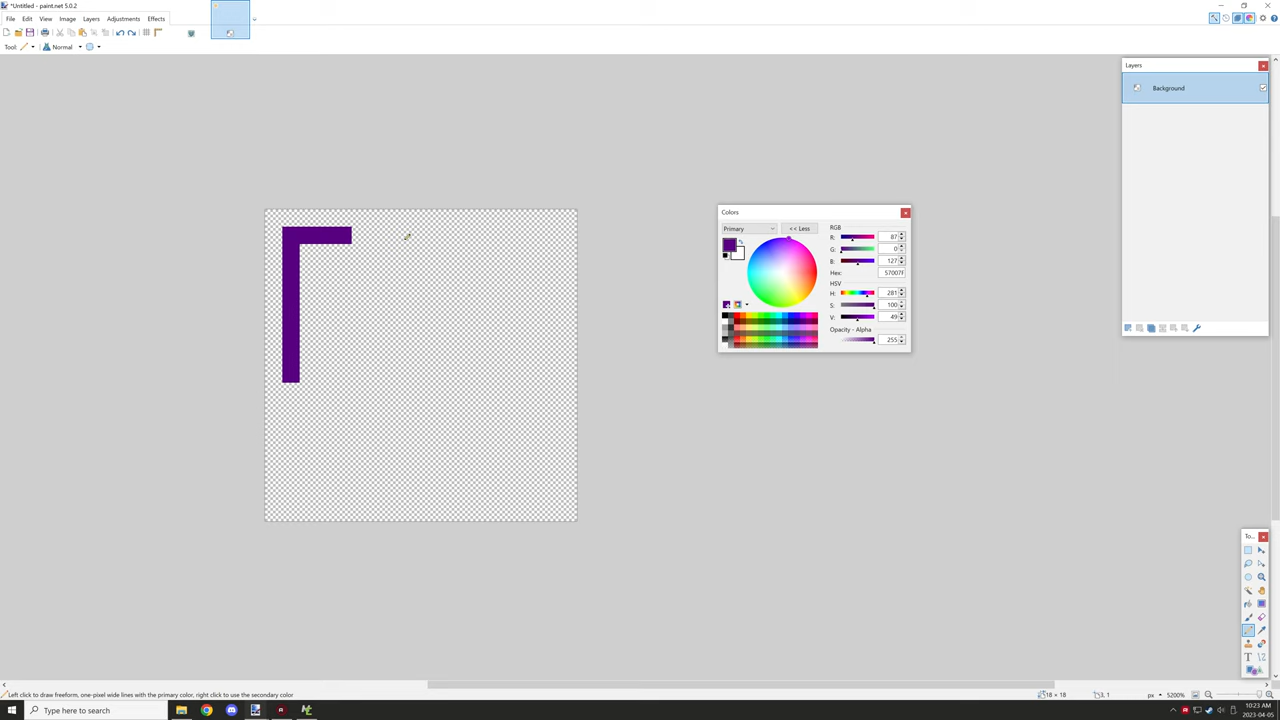 *Untitled - paint.net 5.0.2
File Edit View Image Layers Adjustments Effects
Tool: Normal
Layers
Background
Colors
Primary << Less
RGB
R: 87
G: 0
B: 127
Hex: 57007F
HSV
H: 281
S: 100
V: 49
Opacity - Alpha
255
To...
Left click to draw freeform, one-pixel wide lines with the primary color, right click to use the secondary color
18 × 18
3, 1
px
5200%
Type here to search
10:23 AM
2023-04-05